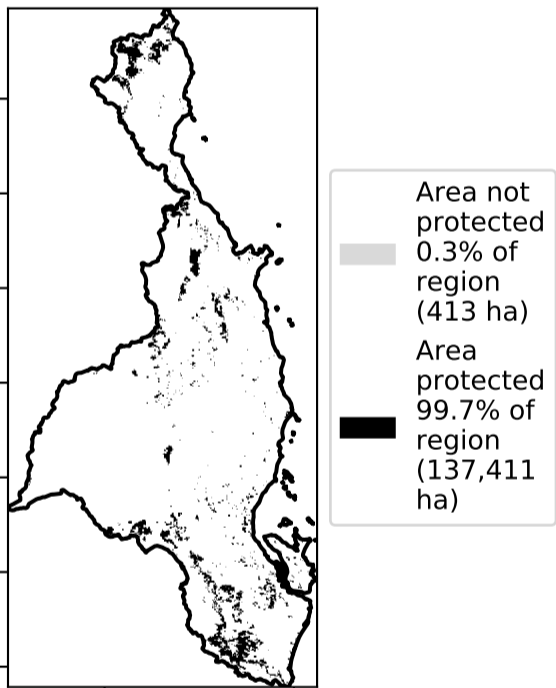 Area not
protected
0.3% of
region
(413 ha)
Area
protected
99.7% of
region
(137,411
ha)